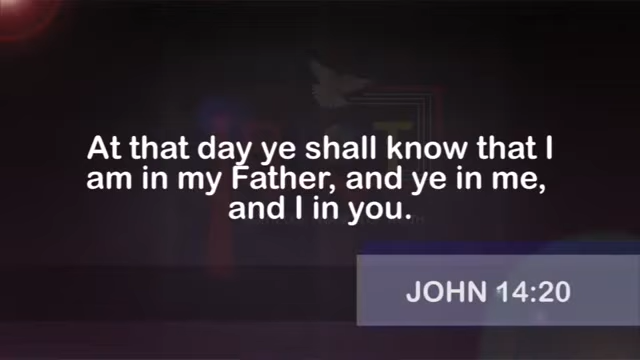 At that day ye shall know that I
am in my Father, and ye in me,
and I in you.
JOHN 14:20